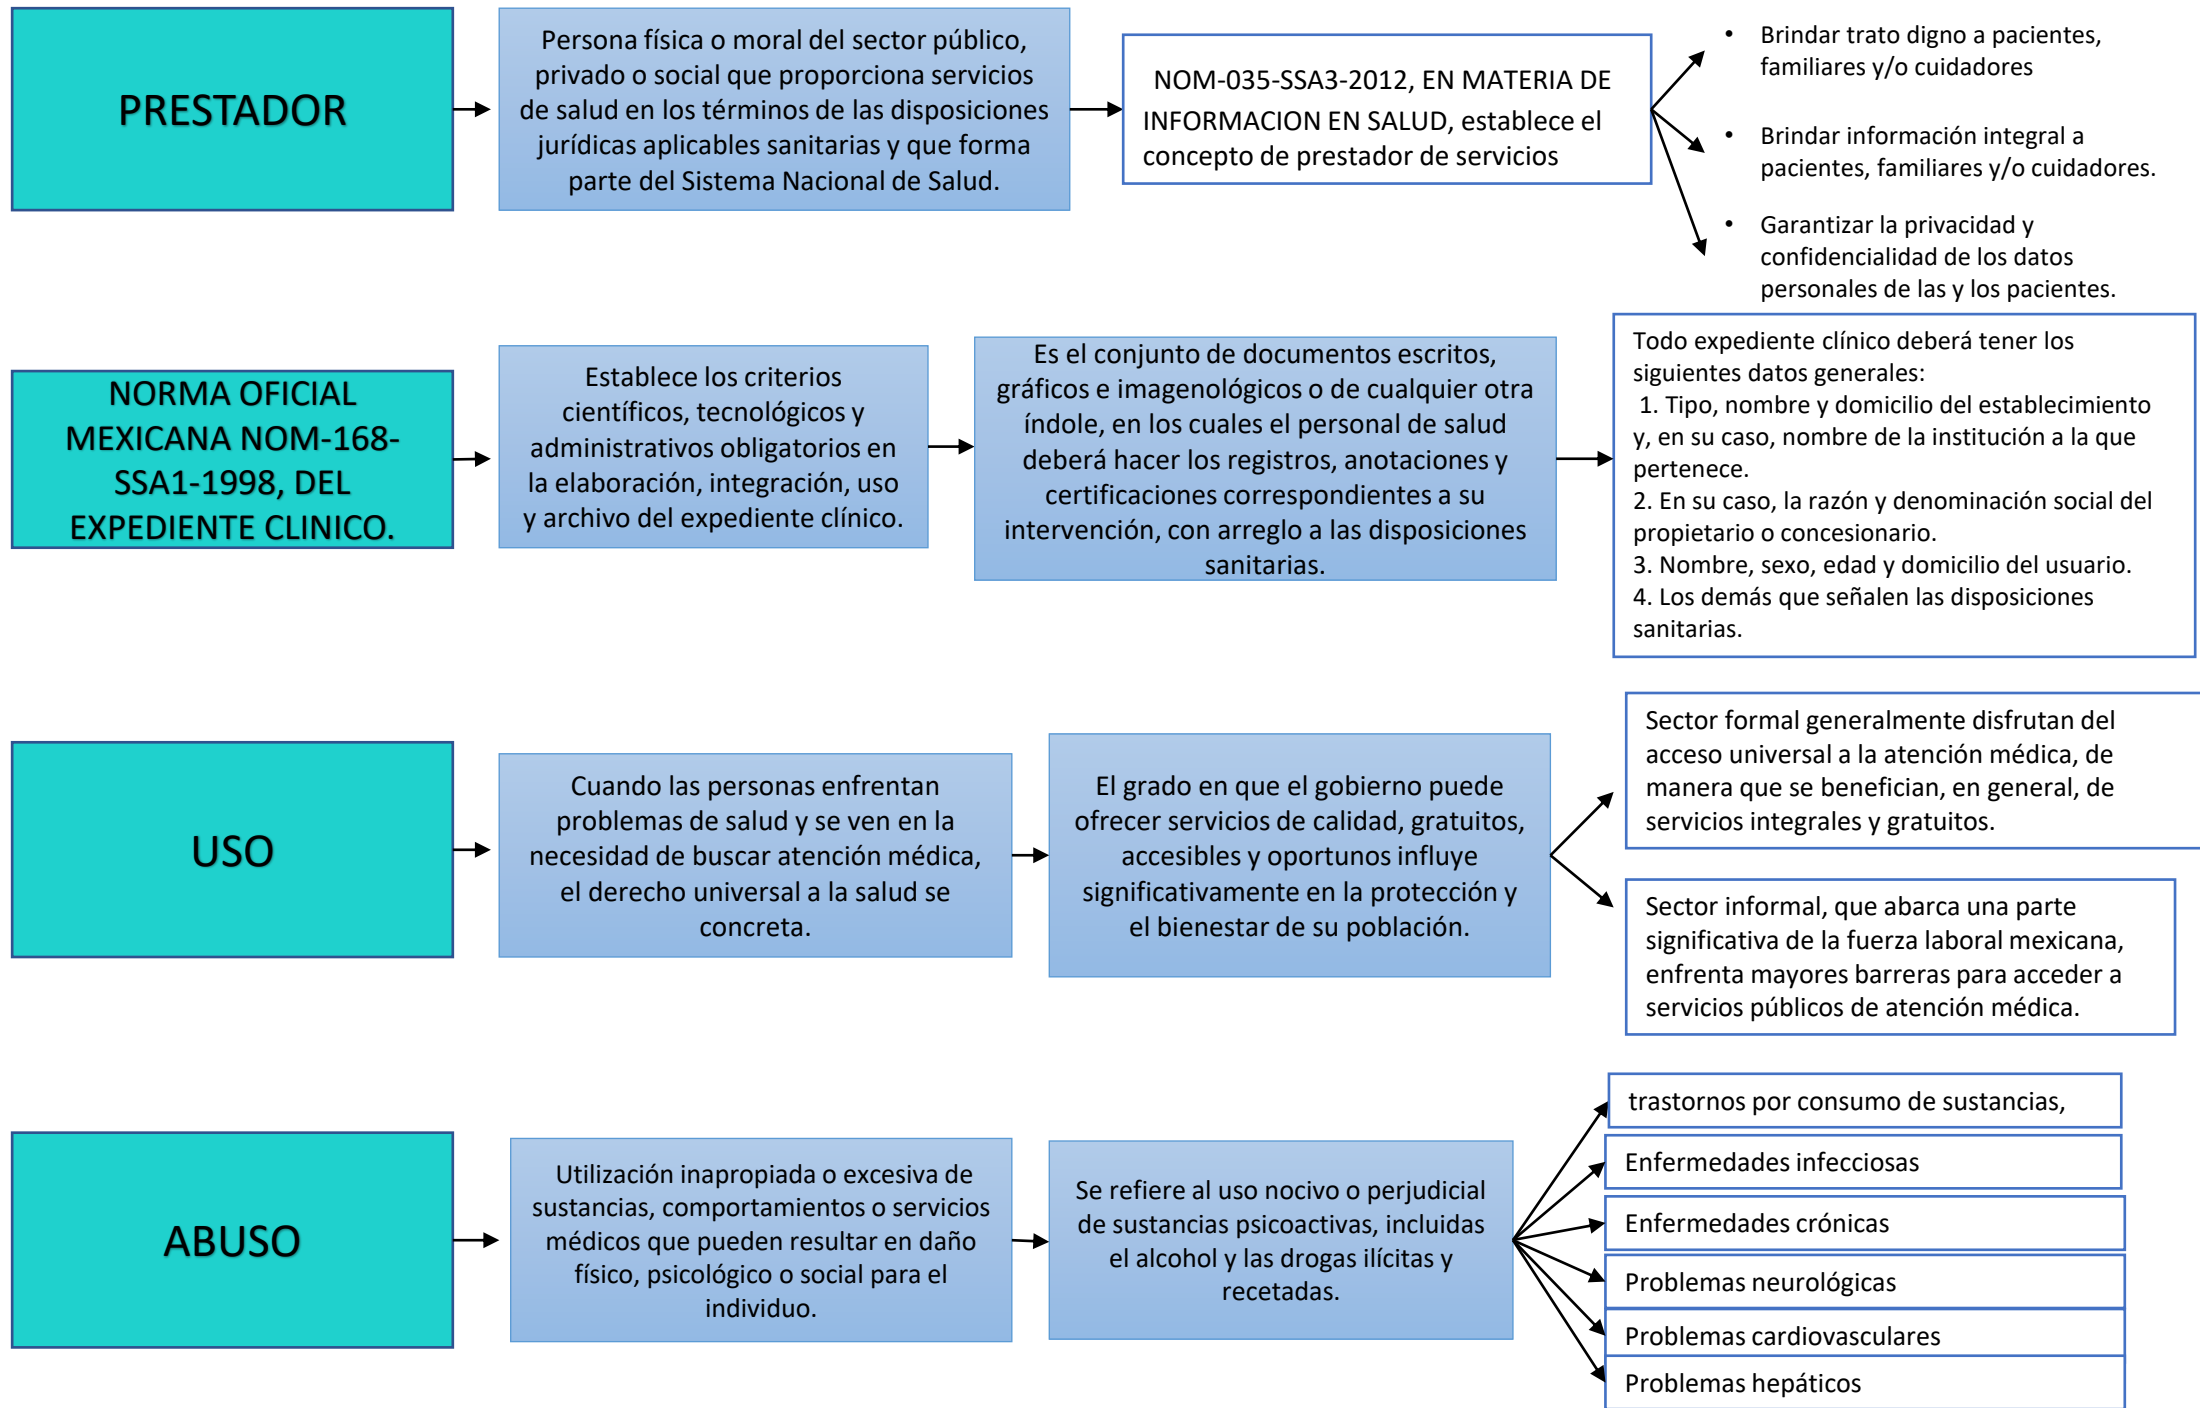 PRESTADOR
Persona física o moral del sector público,
privado o social que proporciona servicios
de salud en los términos de las disposiciones
jurídicas aplicables sanitarias y que forma
parte del Sistema Nacional de Salud.
NOM-035-SSA3-2012, EN MATERIA DE
INFORMACION EN SALUD, establece el
concepto de prestador de servicios
• Brindar trato digno a pacientes,
familiares y/o cuidadores
• Brindar información integral a
pacientes, familiares y/o cuidadores.
• Garantizar la privacidad y
confidencialidad de los datos
personales de las y los pacientes.
NORMA OFICIAL
MEXICANA NOM-168-
SSA1-1998, DEL
EXPEDIENTE CLINICO.
Establece los criterios
científicos, tecnológicos y
administrativos obligatorios en
la elaboración, integración, uso
y archivo del expediente clínico.
Es el conjunto de documentos escritos,
gráficos e imagenológicos o de cualquier otra
índole, en los cuales el personal de salud
deberá hacer los registros, anotaciones y
certificaciones correspondientes a su
intervención, con arreglo a las disposiciones
sanitarias.
Todo expediente clínico deberá tener los
siguientes datos generales:
1. Tipo, nombre y domicilio del establecimiento
y, en su caso, nombre de la institución a la que
pertenece.
2. En su caso, la razón y denominación social del
propietario o concesionario.
3. Nombre, sexo, edad y domicilio del usuario.
4. Los demás que señalen las disposiciones
sanitarias.
USO
Cuando las personas enfrentan
problemas de salud y se ven en la
necesidad de buscar atención médica,
el derecho universal a la salud se
concreta.
El grado en que el gobierno puede
ofrecer servicios de calidad, gratuitos,
accesibles y oportunos influye
significativamente en la protección y
el bienestar de su población.
Sector formal generalmente disfrutan del
acceso universal a la atención médica, de
manera que se benefician, en general, de
servicios integrales y gratuitos.
Sector informal, que abarca una parte
significativa de la fuerza laboral mexicana,
enfrenta mayores barreras para acceder a
servicios públicos de atención médica.
ABUSO
Utilización inapropiada o excesiva de
sustancias, comportamientos o servicios
médicos que pueden resultar en daño
físico, psicológico o social para el
individuo.
Se refiere al uso nocivo o perjudicial
de sustancias psicoactivas, incluidas
el alcohol y las drogas ilícitas y
recetadas.
trastornos por consumo de sustancias,
Enfermedades infecciosas
Enfermedades crónicas
Problemas neurológicas
Problemas cardiovasculares
Problemas hepáticos